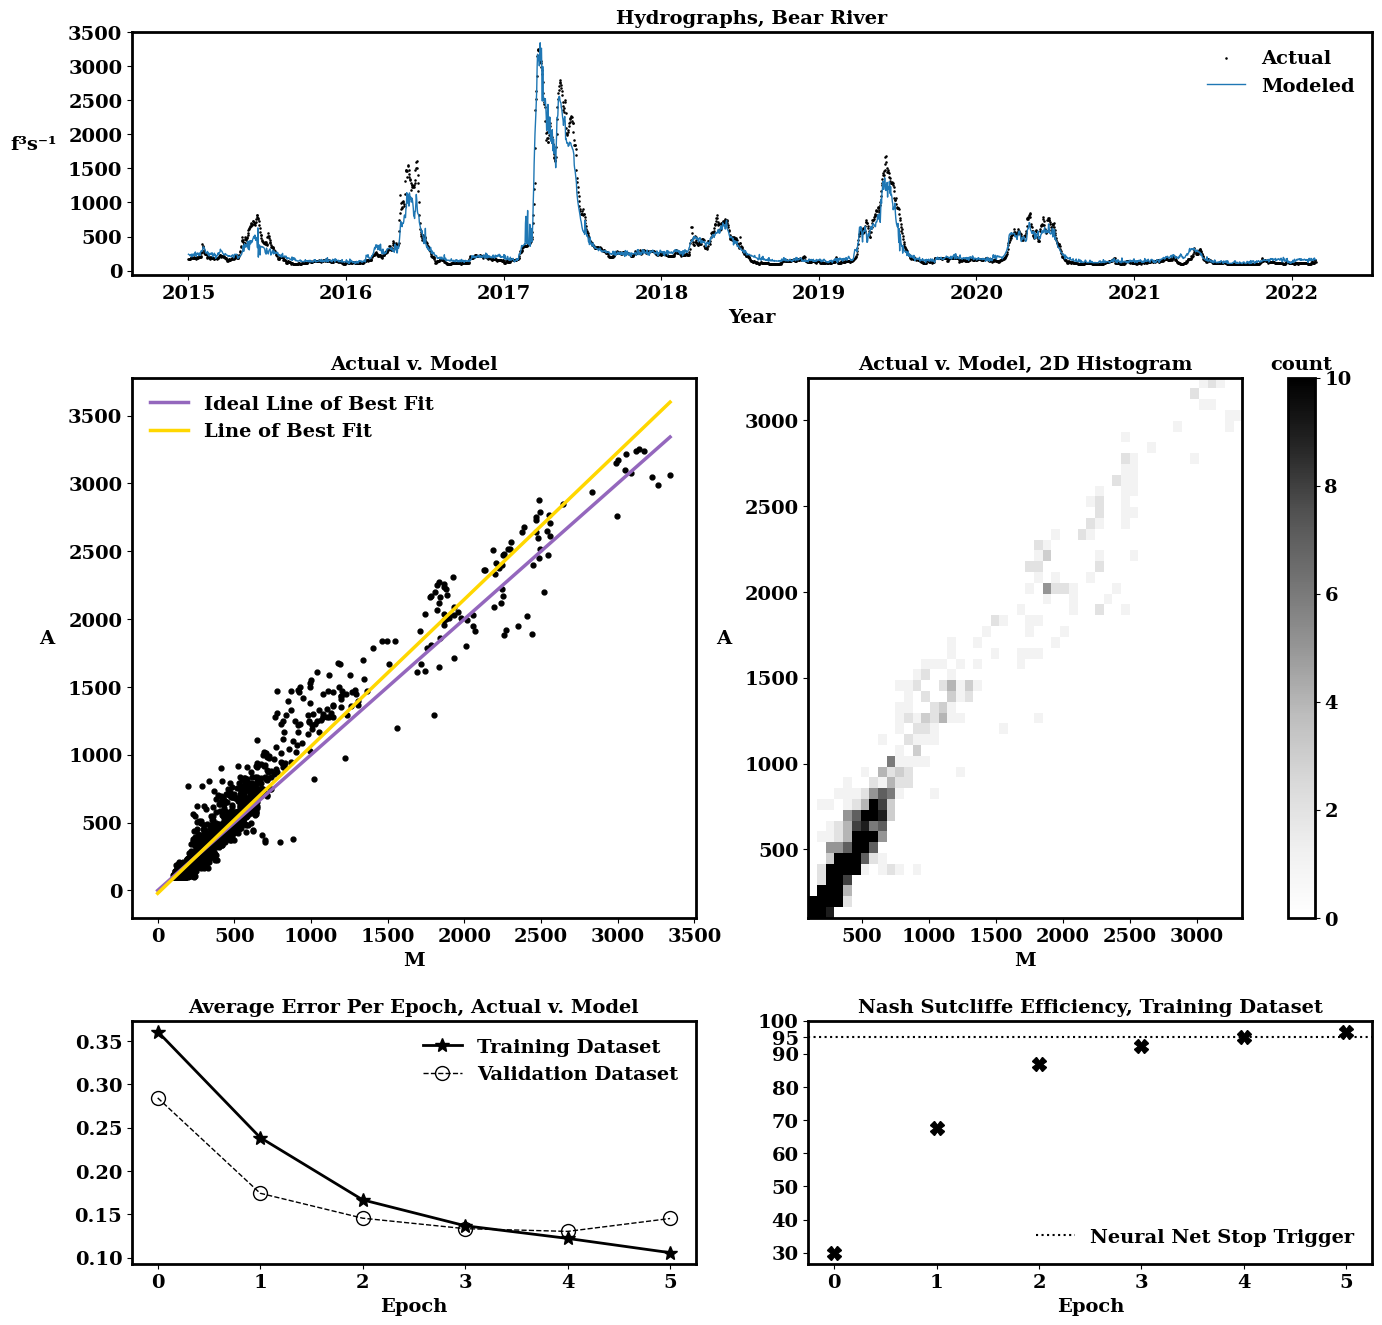 Hydrographs, Bear River
3500
3000
2500
2000
1500
1000
500
0
f³s⁻¹
Actual
Modeled
2015 2016 2017 2018 2019 2020 2021 2022
Year
Actual v. Model
3500
3000
2500
2000
1500
1000
500
0
A
Ideal Line of Best Fit
Line of Best Fit
0 500 1000 1500 2000 2500 3000 3500
M
Actual v. Model, 2D Histogram
3000
2500
2000
1500
1000
500
A
500 1000 1500 2000 2500 3000
M
count
10
8
6
4
2
0
Average Error Per Epoch, Actual v. Model
0.35
0.30
0.25
0.20
0.15
0.10
Training Dataset
Validation Dataset
0 1 2 3 4 5
Epoch
Nash Sutcliffe Efficiency, Training Dataset
100
95
90
80
70
60
50
40
30
Neural Net Stop Trigger
0 1 2 3 4 5
Epoch